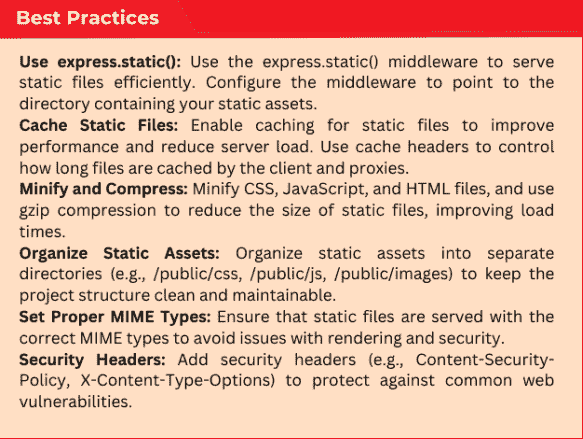 Best Practices
Use express.static(): Use the express.static() middleware to serve
static files efficiently. Configure the middleware to point to the
directory containing your static assets.
Cache Static Files: Enable caching for static files to improve
performance and reduce server load. Use cache headers to control
how long files are cached by the client and proxies.
Minify and Compress: Minify CSS, JavaScript, and HTML files, and use
gzip compression to reduce the size of static files, improving load
times.
Organize Static Assets: Organize static assets into separate
directories (e.g., /public/css, /public/js, /public/images) to keep the
project structure clean and maintainable.
Set Proper MIME Types: Ensure that static files are served with the
correct MIME types to avoid issues with rendering and security.
Security Headers: Add security headers (e.g., Content-Security-
Policy, X-Content-Type-Options) to protect against common web
vulnerabilities.